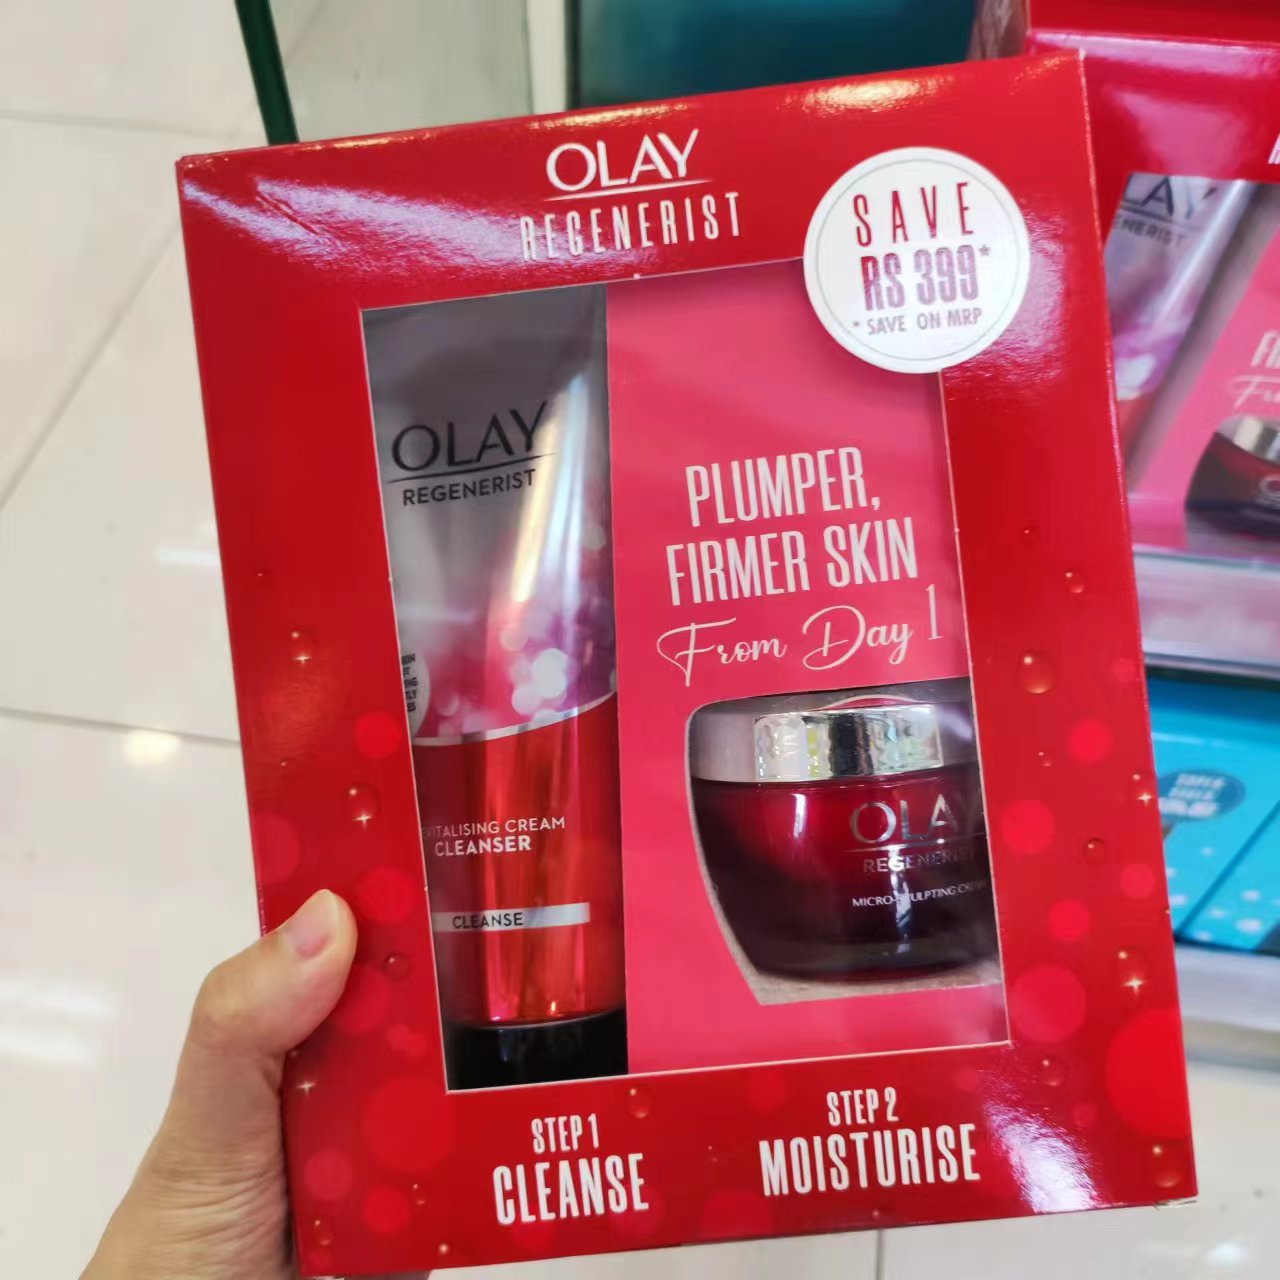 OLAY
REGENERIST
SAVE
RS 399*
* SAVE ON MRP
OLAY
REGENERIST
PLUMPER,
FIRMER SKIN
From Day 1
CREAM
CLEANSER
CLEANSE
OLAY
REGENERIST
STEP 1
CLEANSE
STEP 2
MOISTURISE